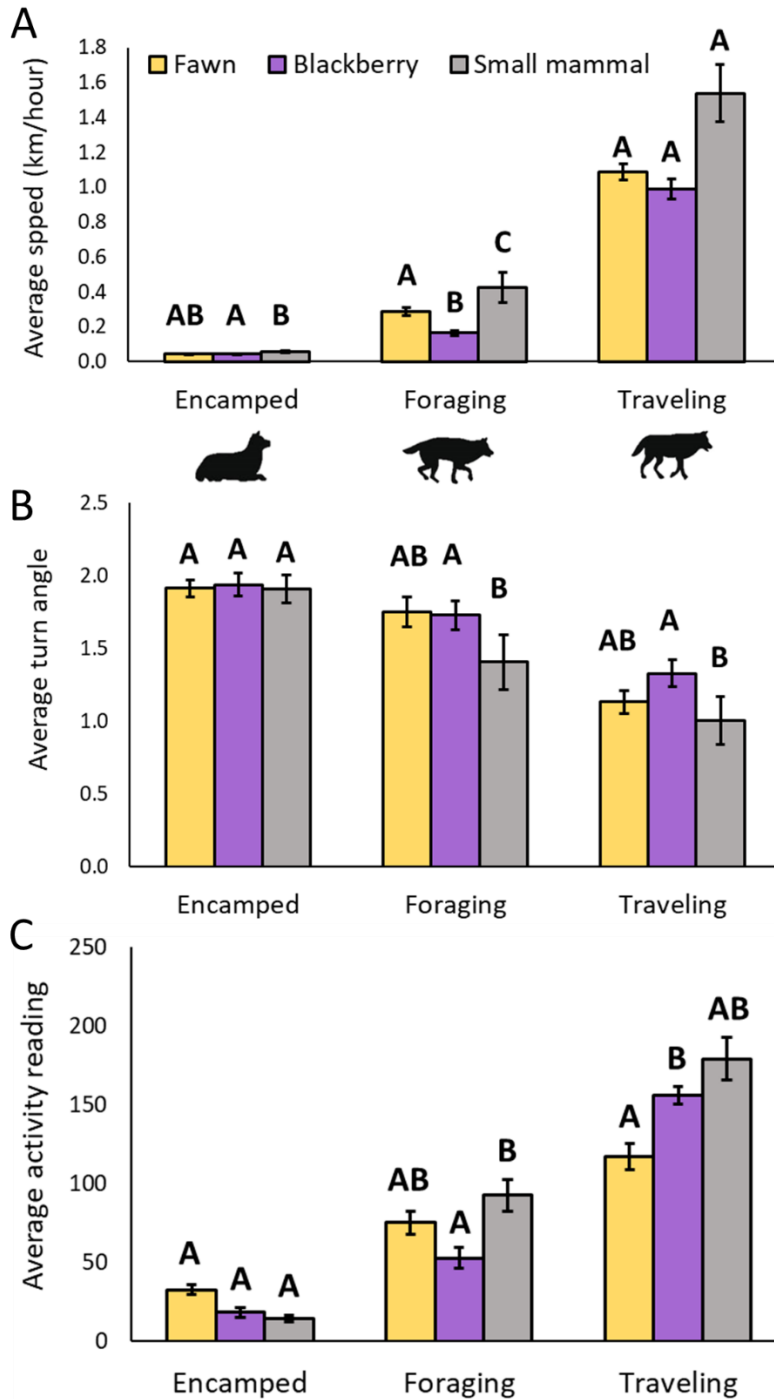 A
Average spped (km/hour)
1.8
1.6
1.4
1.2
1.0
0.8
0.6
0.4
0.2
0.0
Fawn Blackberry Small mammal
AB A B
A B C
A A A
Encamped Foraging Traveling
B
Average turn angle
2.5
2.0
1.5
1.0
0.5
0.0
A A A
AB A B
AB A B
Encamped Foraging Traveling
C
Average activity reading
250
200
150
100
50
0
A A A
AB A B
A B AB
Encamped Foraging Traveling